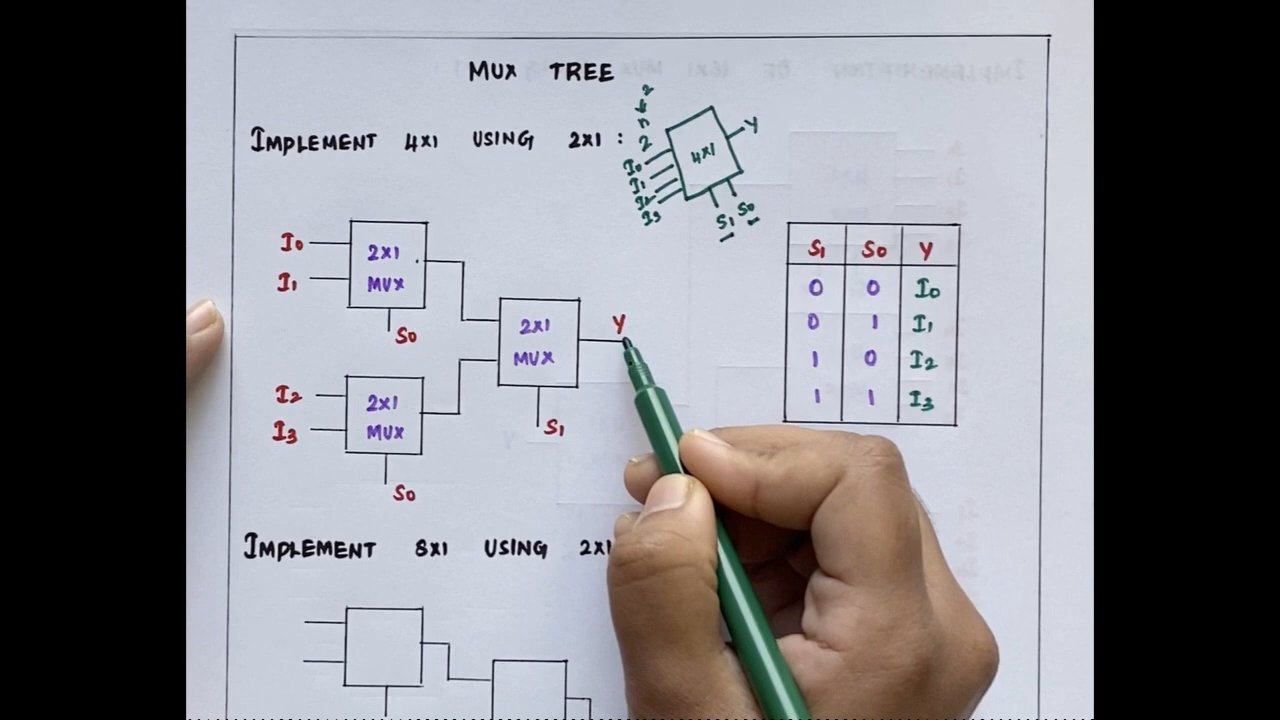 MUX TREE
IMPLEMENT 4x1 USING 2x1 :
2
n
2
4x1
Y
I0
I1
I2
I3
S1 S0
I0
I1
2x1
MUX
S0
2x1
MUX
Y
S1
I2
I3
2x1
MUX
S0
S1 S0 Y
0 0 I0
0 1 I1
1 0 I2
1 1 I3
IMPLEMENT 8x1 USING 2x1